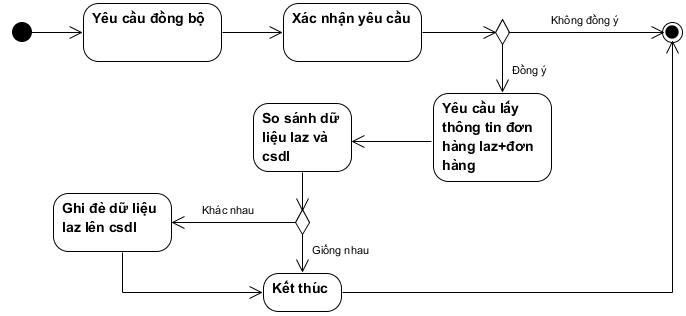 Yêu cầu đồng bộ
Xác nhận yêu cầu
Không đồng ý
Đồng ý
Yêu cầu lấy
thông tin đơn
hàng laz+đơn
hàng
So sánh dữ
liệu laz và
csdl
Khác nhau
Ghi đè dữ liệu
laz lên csdl
Giống nhau
Kết thúc